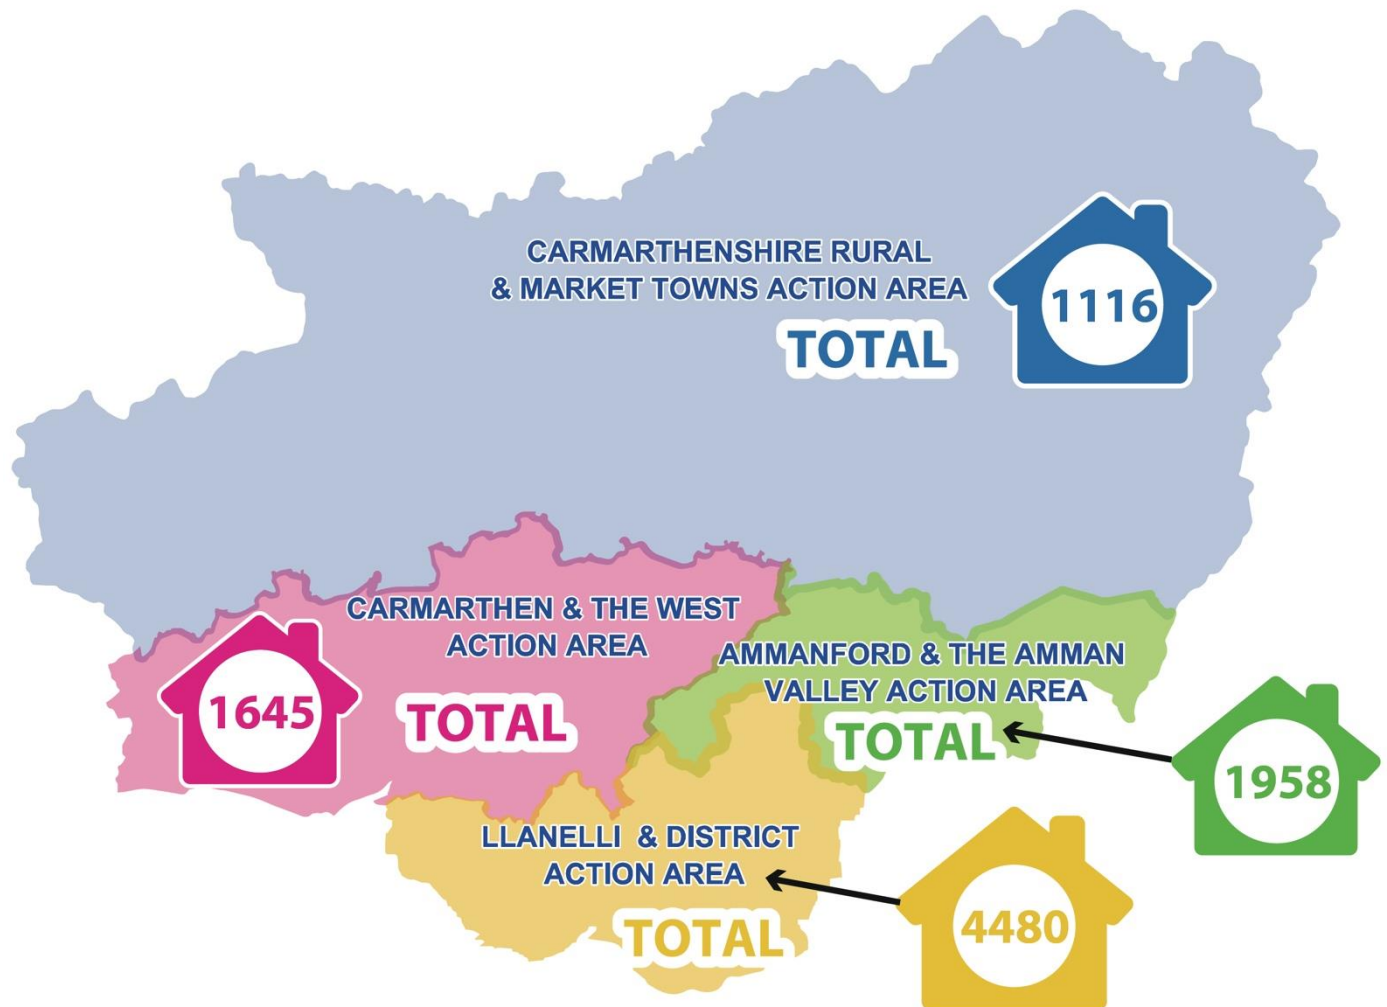 CARMARTHENSHIRE RURAL
& MARKET TOWNS ACTION AREA
TOTAL
1116
CARMARTHEN & THE WEST
ACTION AREA
TOTAL
1645
AMMANFORD & THE AMMAN
VALLEY ACTION AREA
TOTAL
1958
LLANELLI & DISTRICT
ACTION AREA
TOTAL
4480